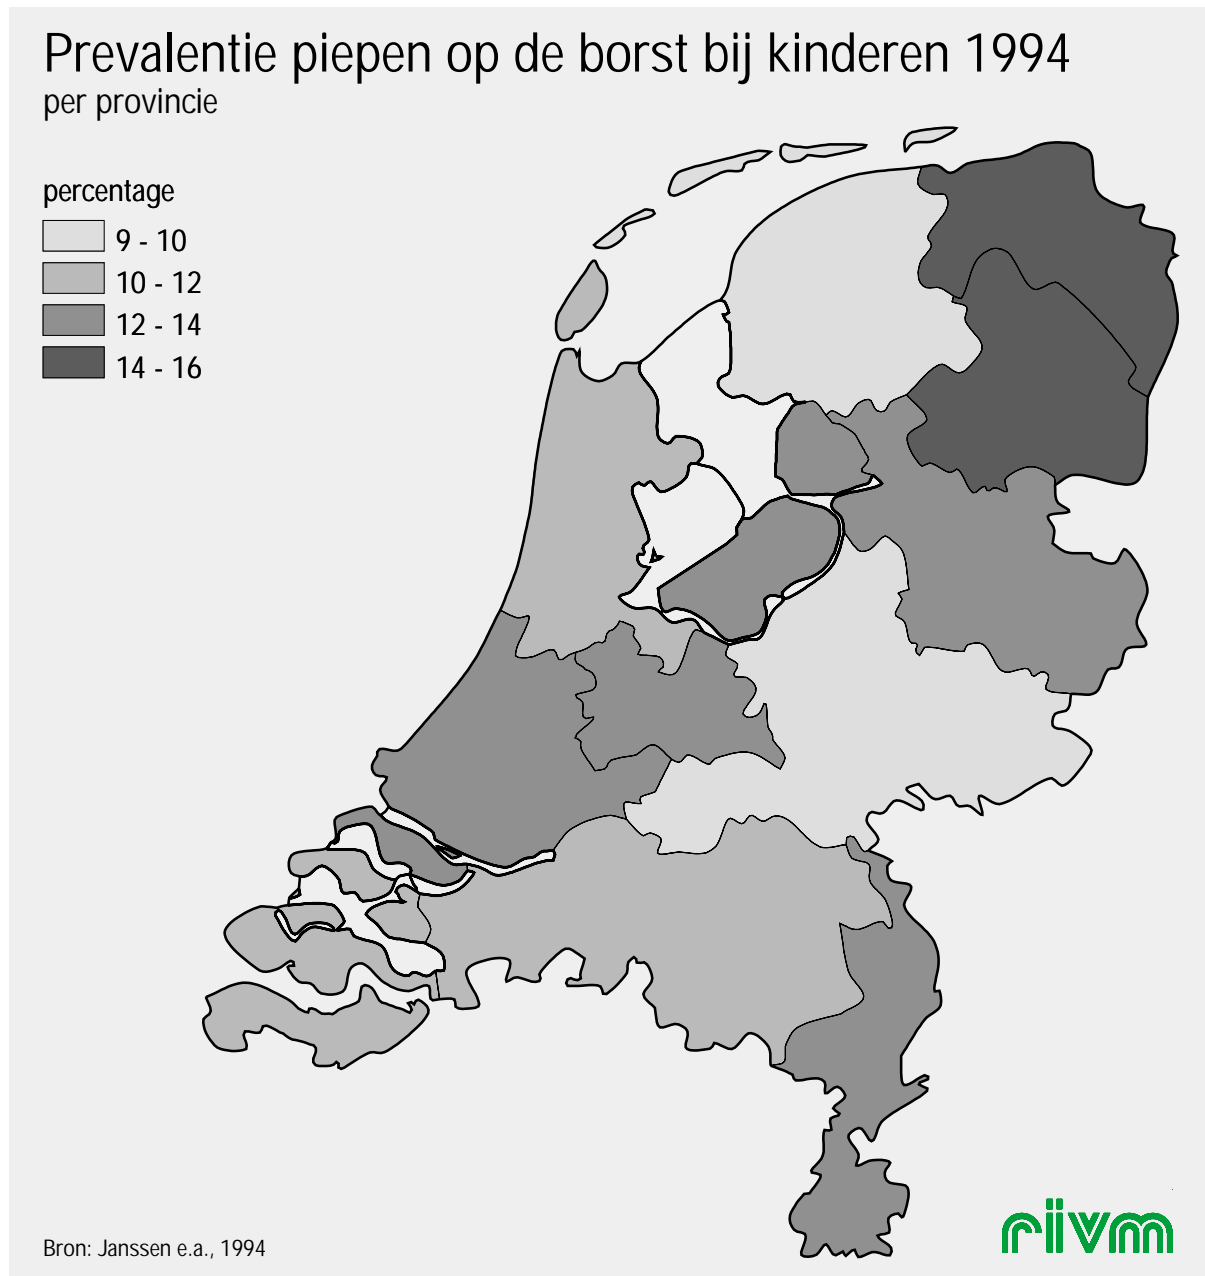 Prevalentie piepen op de borst bij kinderen 1994
per provincie
percentage
9 - 10
10 - 12
12 - 14
14 - 16
Bron: Janssen e.a., 1994
riivm